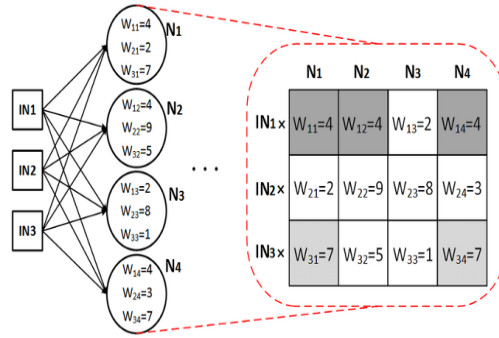 W11=4
W21=2
W31=7
N1
W12=4
W22=9
W32=5
N2
W13=2
W23=8
W33=1
N3
W14=4
W24=3
W34=7
N4
IN1
IN2
IN3
...
N1 N2 N3 N4
IN1× W11=4 W12=4 W13=2 W14=4
IN2× W21=2 W22=9 W23=8 W24=3
IN3× W31=7 W32=5 W33=1 W34=7